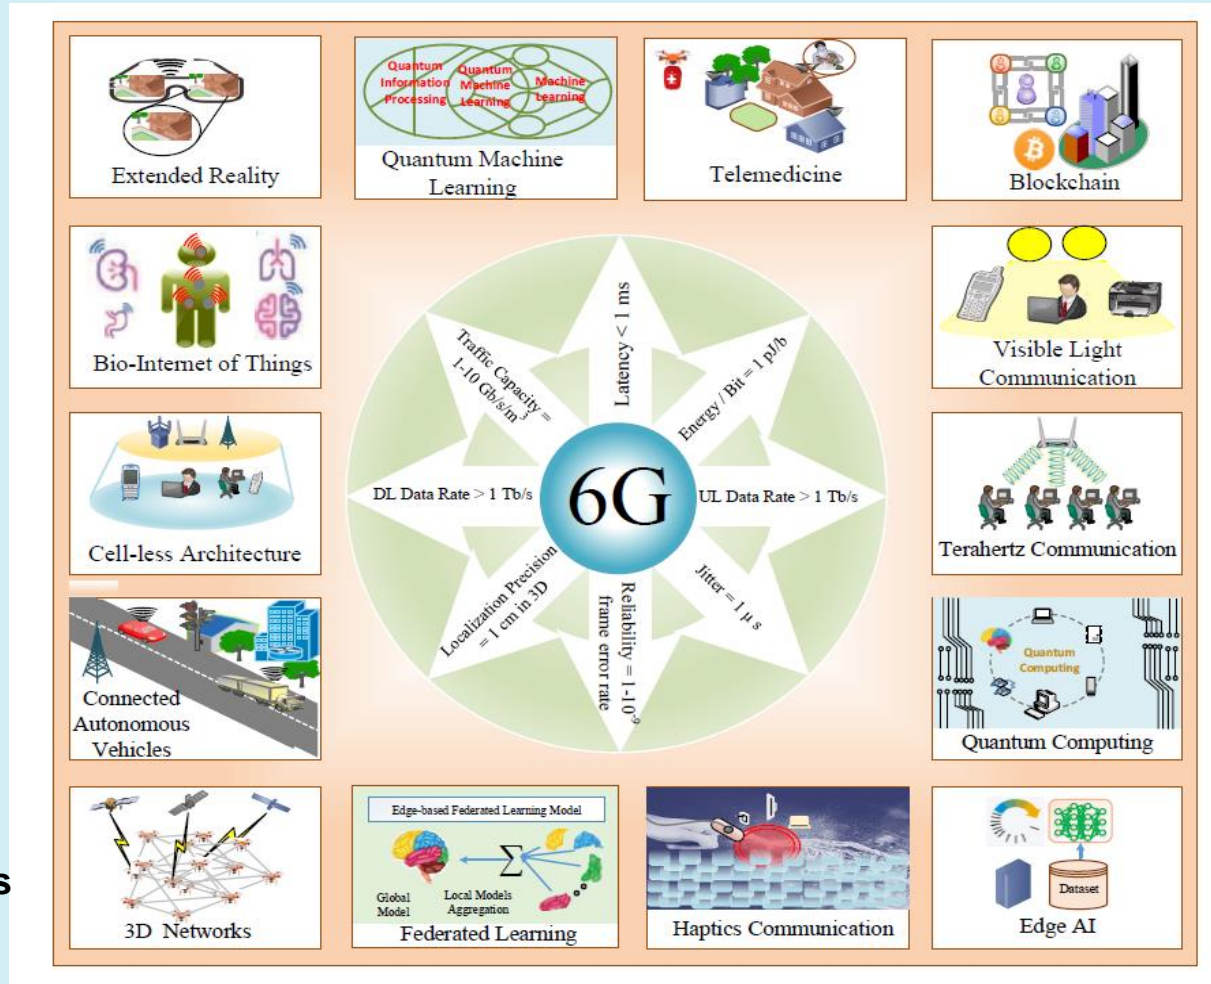 Extended Reality
Quantum
Information
Processing
Quantum
Machine
Learning
Machine
Learning
Quantum Machine
Learning
Telemedicine
Blockchain
Bio-Internet of Things
Visible Light
Communication
Cell-less Architecture
Terahertz Communication
Connected
Autonomous
Vehicles
Quantum
Computing
Quantum Computing
6G
Latency < 1 ms
Energy / Bit = 1 pJ/b
UL Data Rate > 1 Tb/s
Jitter = 1 μ s
Reliability = 1-10⁻⁹
frame error rate
Localization Precision
= 1 cm in 3D
DL Data Rate > 1 Tb/s
Traffic Capacity =
1-10 Gb/s/m³
s
3D Networks
Edge-based Federated Learning Model
Σ
Global
Model
Local Models
Aggregation
Federated Learning
Haptics Communication
Dataset
Edge AI